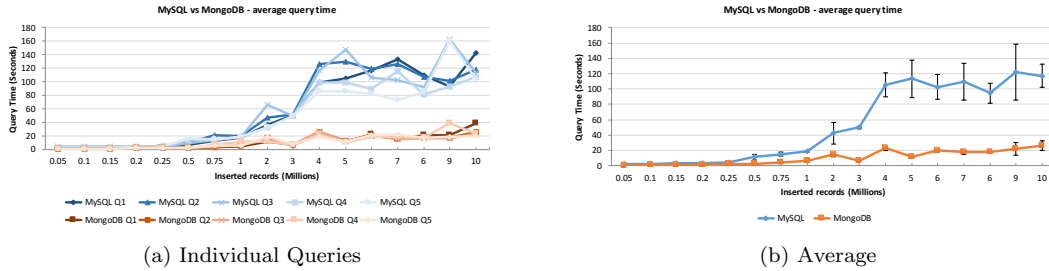 MySQL vs MongoDB - average query time
Query Time (Seconds)
180
160
140
120
100
80
60
40
20
0
0.05 0.1 0.15 0.2 0.25 0.5 0.75 1 2 3 4 5 6 7 6 9 10
Inserted records (Millions)
MySQL Q1 MySQL Q2 MySQL Q3 MySQL Q4 MySQL Q5
MongoDB Q1 MongoDB Q2 MongoDB Q3 MongoDB Q4 MongoDB Q5
(a) Individual Queries
MySQL vs MongoDB - average query time
Query Time (Seconds)
180
160
140
120
100
80
60
40
20
0
0.05 0.1 0.15 0.2 0.25 0.5 0.75 1 2 3 4 5 6 7 6 9 10
Inserted records (Millions)
MySQL MongoDB
(b) Average